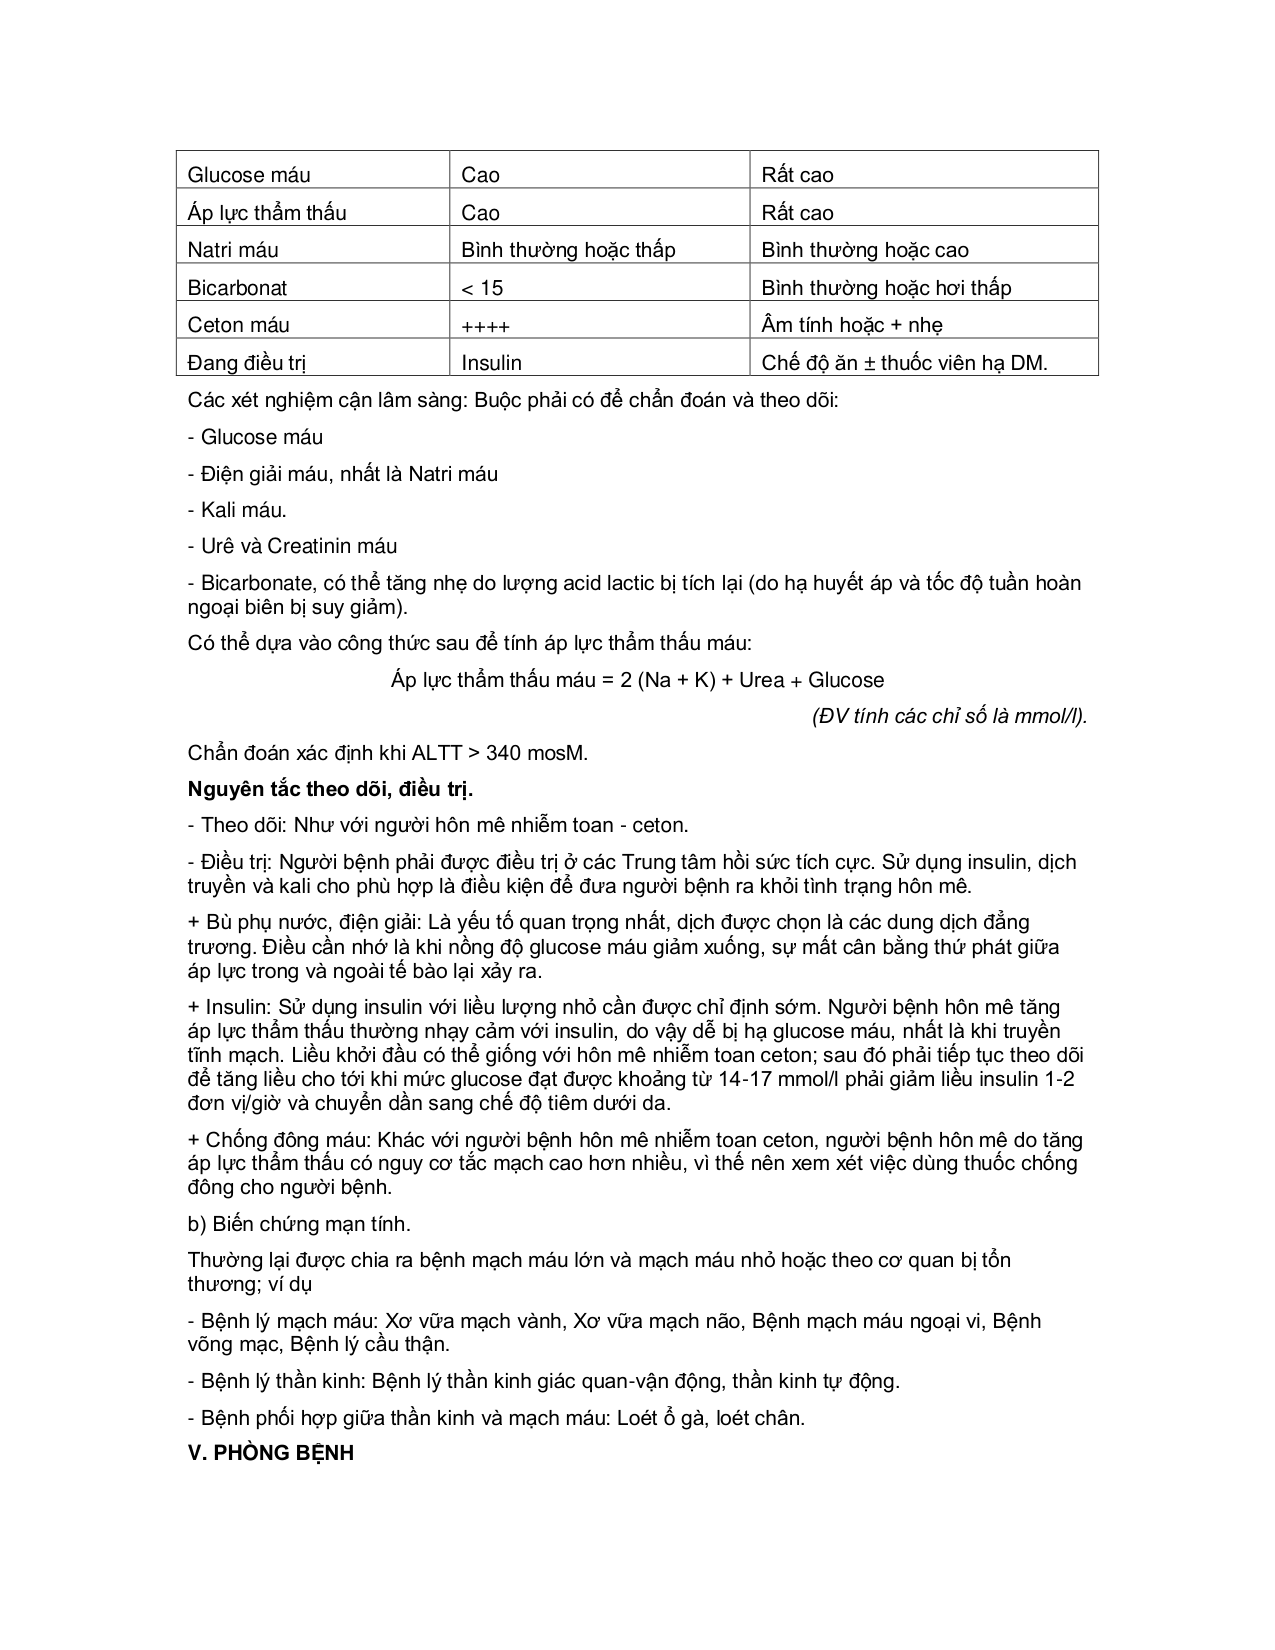 Glucose máu Cao Rất cao
Áp lực thẩm thấu Cao Rất cao
Natri máu Bình thường hoặc thấp Bình thường hoặc cao
Bicarbonat < 15 Bình thường hoặc hơi thấp
Ceton máu ++++ Âm tính hoặc + nhẹ
Đang điều trị Insulin Chế độ ăn ± thuốc viên hạ DM.
Các xét nghiệm cận lâm sàng: Buộc phải có để chẩn đoán và theo dõi:
- Glucose máu
- Điện giải máu, nhất là Natri máu
- Kali máu.
- Urê và Creatinin máu
- Bicarbonate, có thể tăng nhẹ do lượng acid lactic bị tích lại (do hạ huyết áp và tốc độ tuần hoàn
ngoại biên bị suy giảm).
Có thể dựa vào công thức sau để tính áp lực thẩm thấu máu:
Áp lực thẩm thấu máu = 2 (Na + K) + Urea + Glucose
(ĐV tính các chỉ số là mmol/l).
Chẩn đoán xác định khi ALTT > 340 mosM.
Nguyên tắc theo dõi, điều trị.
- Theo dõi: Như với người hôn mê nhiễm toan - ceton.
- Điều trị: Người bệnh phải được điều trị ở các Trung tâm hồi sức tích cực. Sử dụng insulin, dịch
truyền và kali cho phù hợp là điều kiện để đưa người bệnh ra khỏi tình trạng hôn mê.
+ Bù phụ nước, điện giải: Là yếu tố quan trọng nhất, dịch được chọn là các dung dịch đẳng
trương. Điều cần nhớ là khi nồng độ glucose máu giảm xuống, sự mất cân bằng thứ phát giữa
áp lực trong và ngoài tế bào lại xảy ra.
+ Insulin: Sử dụng insulin với liều lượng nhỏ cần được chỉ định sớm. Người bệnh hôn mê tăng
áp lực thẩm thấu thường nhạy cảm với insulin, do vậy dễ bị hạ glucose máu, nhất là khi truyền
tĩnh mạch. Liều khởi đầu có thể giống với hôn mê nhiễm toan ceton; sau đó phải tiếp tục theo dõi
để tăng liều cho tới khi mức glucose đạt được khoảng từ 14-17 mmol/l phải giảm liều insulin 1-2
đơn vị/giờ và chuyển dần sang chế độ tiêm dưới da.
+ Chống đông máu: Khác với người bệnh hôn mê nhiễm toan ceton, người bệnh hôn mê do tăng
áp lực thẩm thấu có nguy cơ tắc mạch cao hơn nhiều, vì thế nên xem xét việc dùng thuốc chống
đông cho người bệnh.
b) Biến chứng mạn tính.
Thường lại được chia ra bệnh mạch máu lớn và mạch máu nhỏ hoặc theo cơ quan bị tổn
thương; ví dụ
- Bệnh lý mạch máu: Xơ vữa mạch vành, Xơ vữa mạch não, Bệnh mạch máu ngoại vi, Bệnh
võng mạc, Bệnh lý cầu thận.
- Bệnh lý thần kinh: Bệnh lý thần kinh giác quan-vận động, thần kinh tự động.
- Bệnh phối hợp giữa thần kinh và mạch máu: Loét ổ gà, loét chân.
V. PHÒNG BỆNH